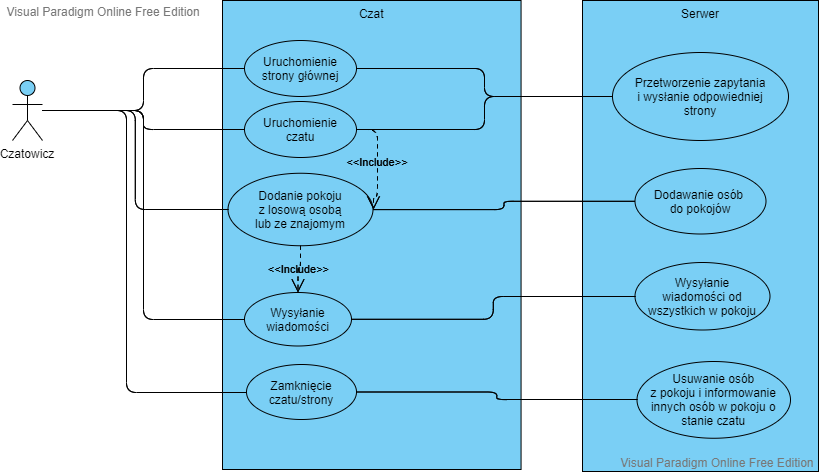 Visual Paradigm Online Free Edition
Czat
Serwer
Czatowicz
Uruchomienie
strony głównej
Uruchomienie
czatu
<<Include>>
Dodanie pokoju
z losową osobą
lub ze znajomym
<<Include>>
Wysyłanie
wiadomości
Zamknięcie
czatu/strony
Przetworzenie zapytania
i wysłanie odpowiedniej
strony
Dodawanie osób
do pokojów
Wysyłanie
wiadomości od
wszystkich w pokoju
Usuwanie osób
z pokoju i informowanie
innych osób w pokoju o
stanie czatu
Visual Paradigm Online Free Edition